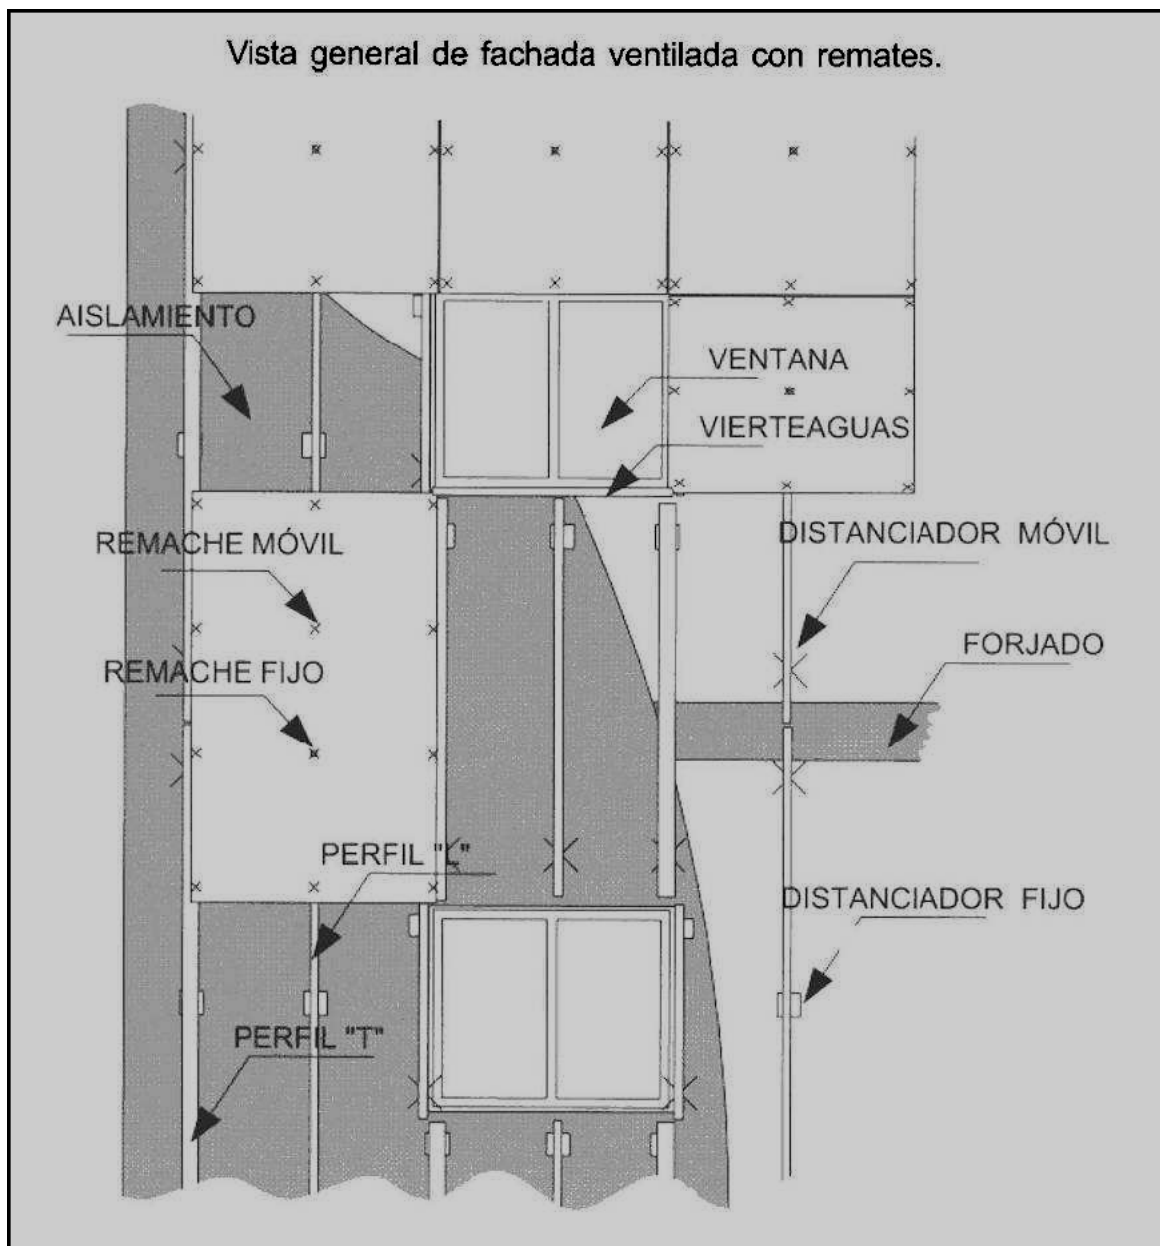 Vista general de fachada ventilada con remates.
AISLAMIENTO
VENTANA
VIERTEAGUAS
REMACHE MÓVIL
DISTANCIADOR MÓVIL
REMACHE FIJO
FORJADO
PERFIL "L"
DISTANCIADOR FIJO
PERFIL "T"